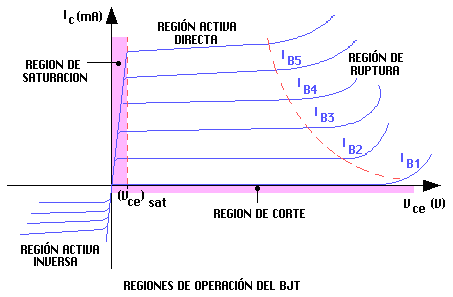 I c (mA)
REGIÓN ACTIVA
DIRECTA
REGION DE
SATURACION
REGIÓN DE
RUPTURA
I B5
I B4
I B3
I B2
I B1
(V ce) sat
REGION DE CORTE
V ce (V)
REGIÓN ACTIVA
INVERSA
REGIONES DE OPERACIÓN DEL BJT